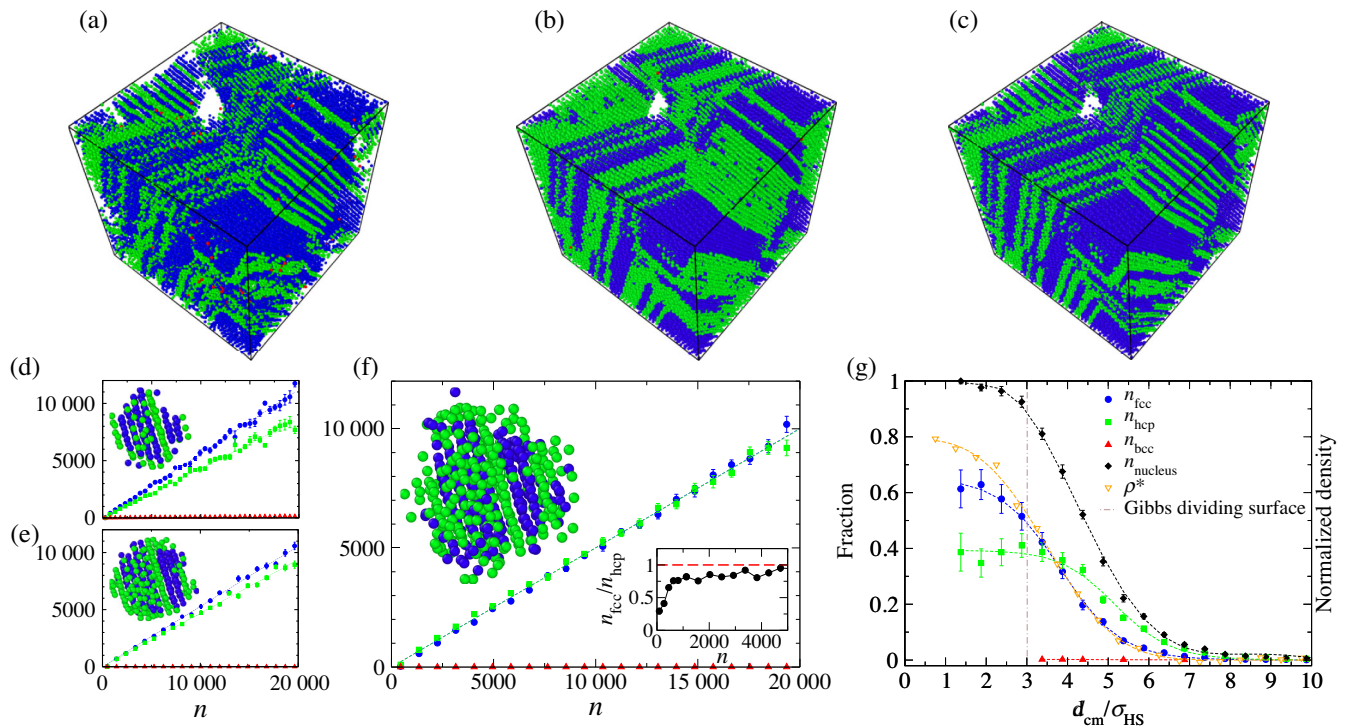 (a)
(b)
(c)
(d)
10 000
5000
0
(e)
10 000
5000
0
0
10 000
20 000
n
(f)
10 000
5000
0
0
5000
10 000
15 000
20 000
n
n_fcc/n_hcp
1
0.5
0
0
2000
4000
n
(g)
Fraction
1
0.8
0.6
0.4
0.2
0
n_fcc
n_hcp
n_bcc
n_nucleus
ρ*
Gibbs dividing surface
Normalized density
0 1 2 3 4 5 6 7 8 9 10
d_cm/σ_HS